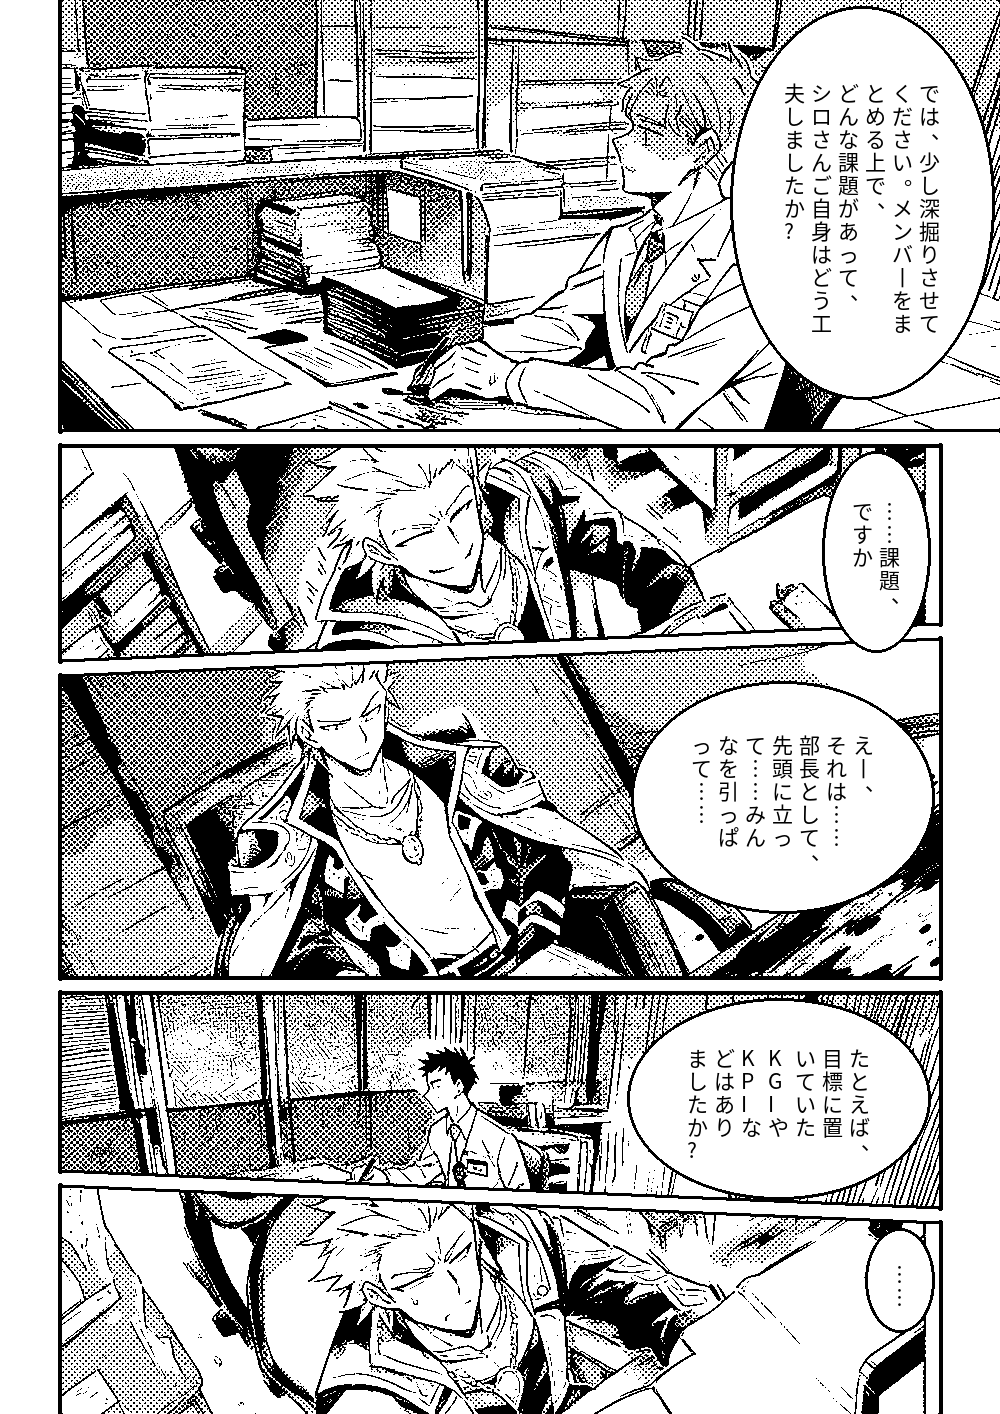 では、少し深掘りさせて
ください。メンバーをま
とめる上で、
どんな課題があって、
シロさんご自身はどう工
夫しましたか?
……課題、
ですか
えー、
それは……
部長として、
先頭に立っ
て……みん
なを引っぱ
って……
たとえば、
目標に置
いていた
KGIや
KPIな
どはあり
ましたか?
……